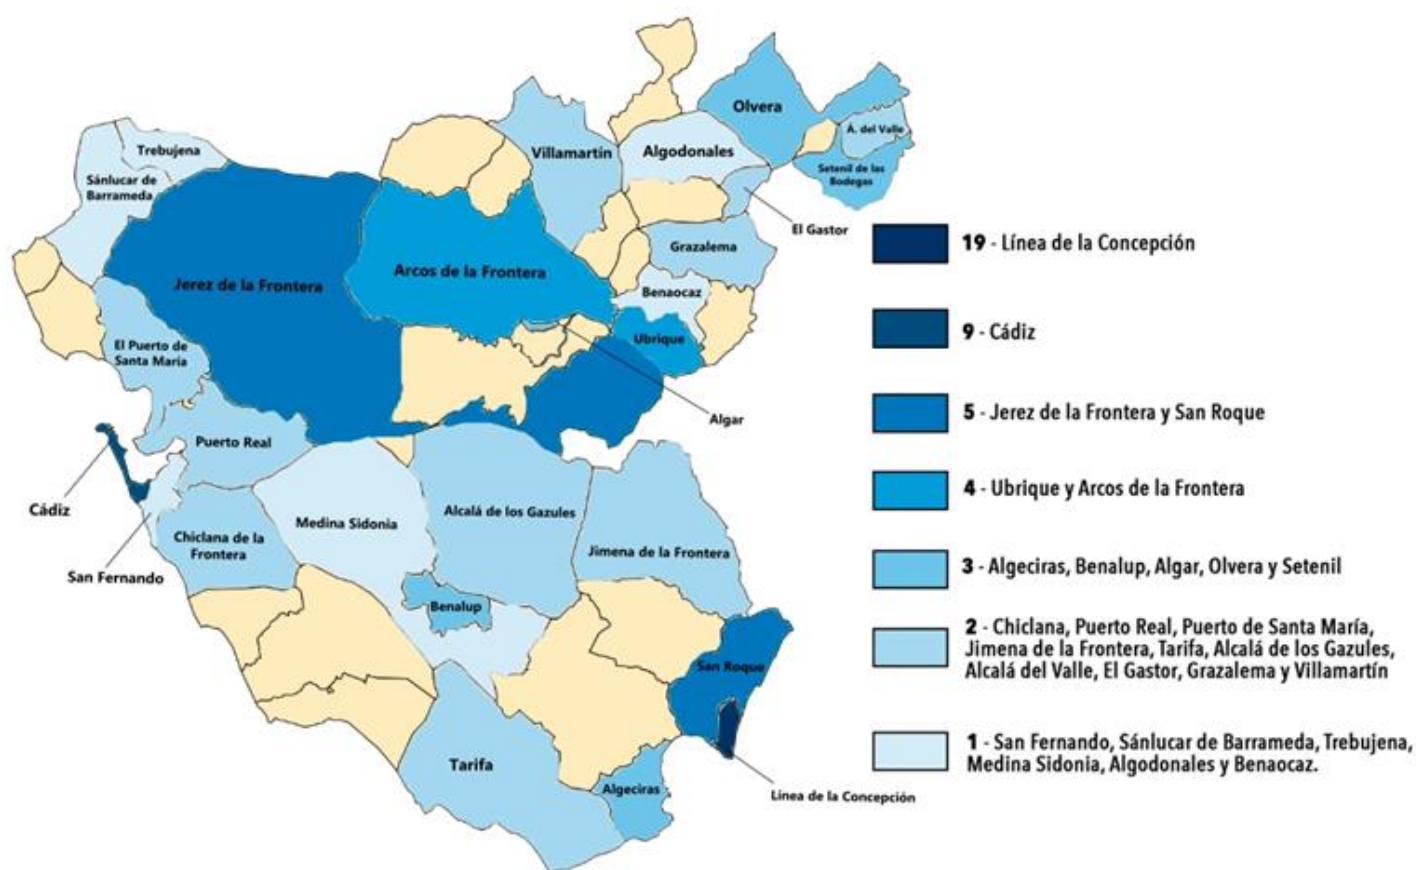 Olvera
Trebujena
Villamartín
Algodonales
Á. del Valle
Sánlucar de
Barrameda
Setenil de las
Bodegas
El Gastor
Grazalema
Jerez de la Frontera
Arcos de la Frontera
Benaocaz
El Puerto de
Santa María
Ubrique
Algar
Puerto Real
Cádiz
Medina Sidonia
Alcalá de los Gazules
Chiclana de la
Frontera
Jimena de la Frontera
San Fernando
Benalup
San Roque
Tarifa
Algeciras
Línea de la Concepción
19 - Línea de la Concepción
9 - Cádiz
5 - Jerez de la Frontera y San Roque
4 - Ubrique y Arcos de la Frontera
3 - Algeciras, Benalup, Algar, Olvera y Setenil
2 - Chiclana, Puerto Real, Puerto de Santa María,
Jimena de la Frontera, Tarifa, Alcalá de los Gazules,
Alcalá del Valle, El Gastor, Grazalema y Villamartín
1 - San Fernando, Sánlucar de Barrameda, Trebujena,
Medina Sidonia, Algodonales y Benaocaz.